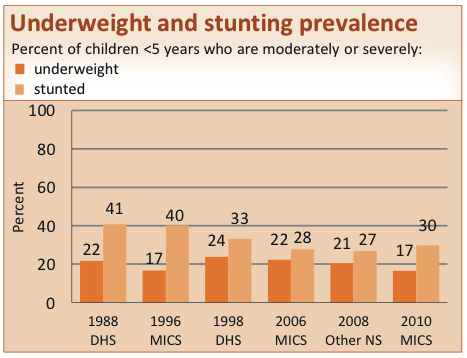 Underweight and stunting prevalence
Percent of children <5 years who are moderately or severely:
underweight
stunted
Percent
100
80
60
40
20
0
22 41
17 40
24 33
22 28
21 27
17 30
1988 1996 1998 2006 2008 2010
DHS MICS DHS MICS Other NS MICS